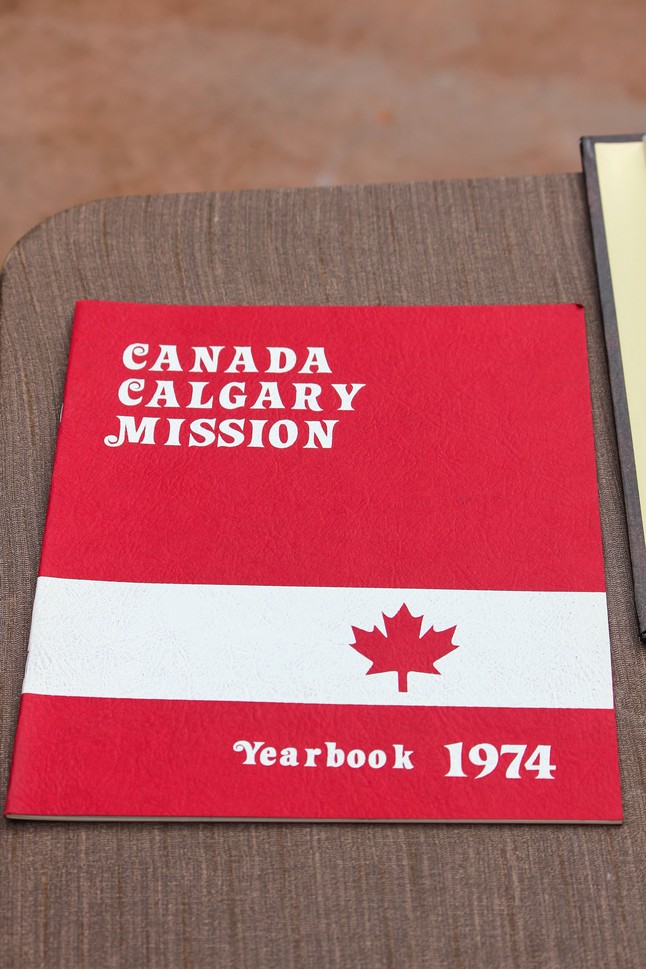 CANADA
CALGARY
MISSION
Yearbook 1974